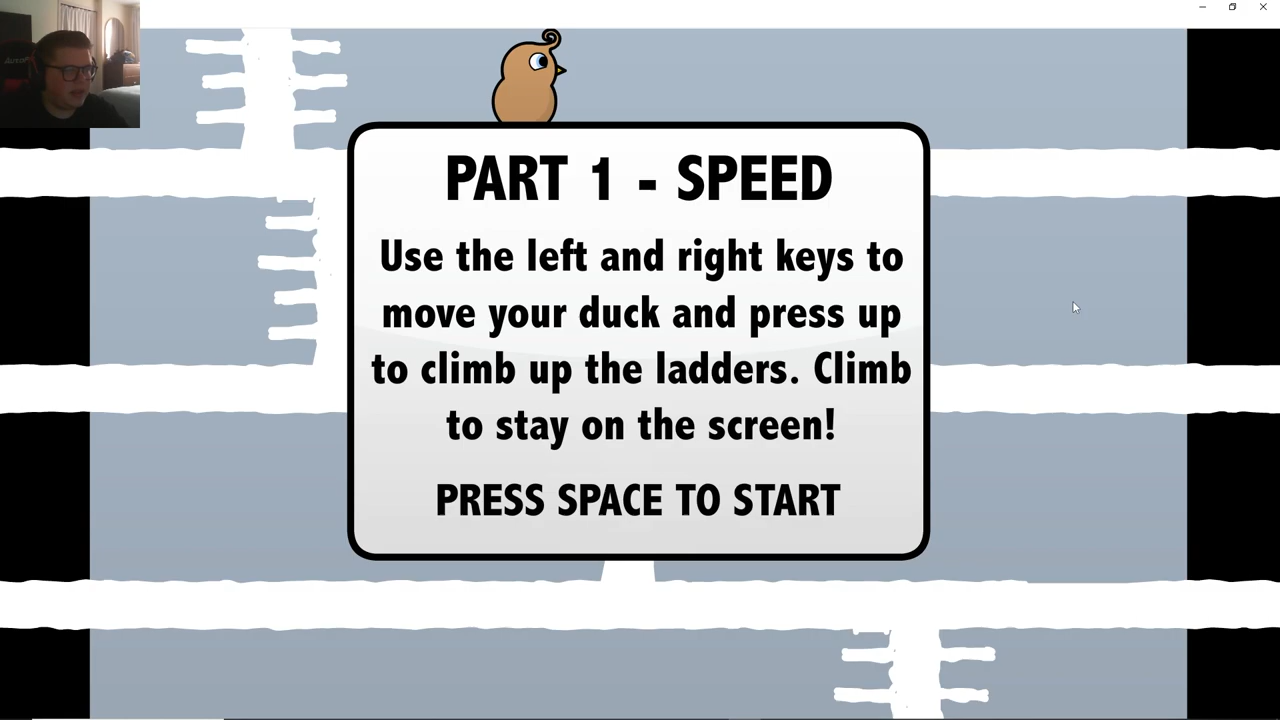 PART 1 - SPEED
Use the left and right keys to
move your duck and press up
to climb up the ladders. Climb
to stay on the screen!
PRESS SPACE TO START